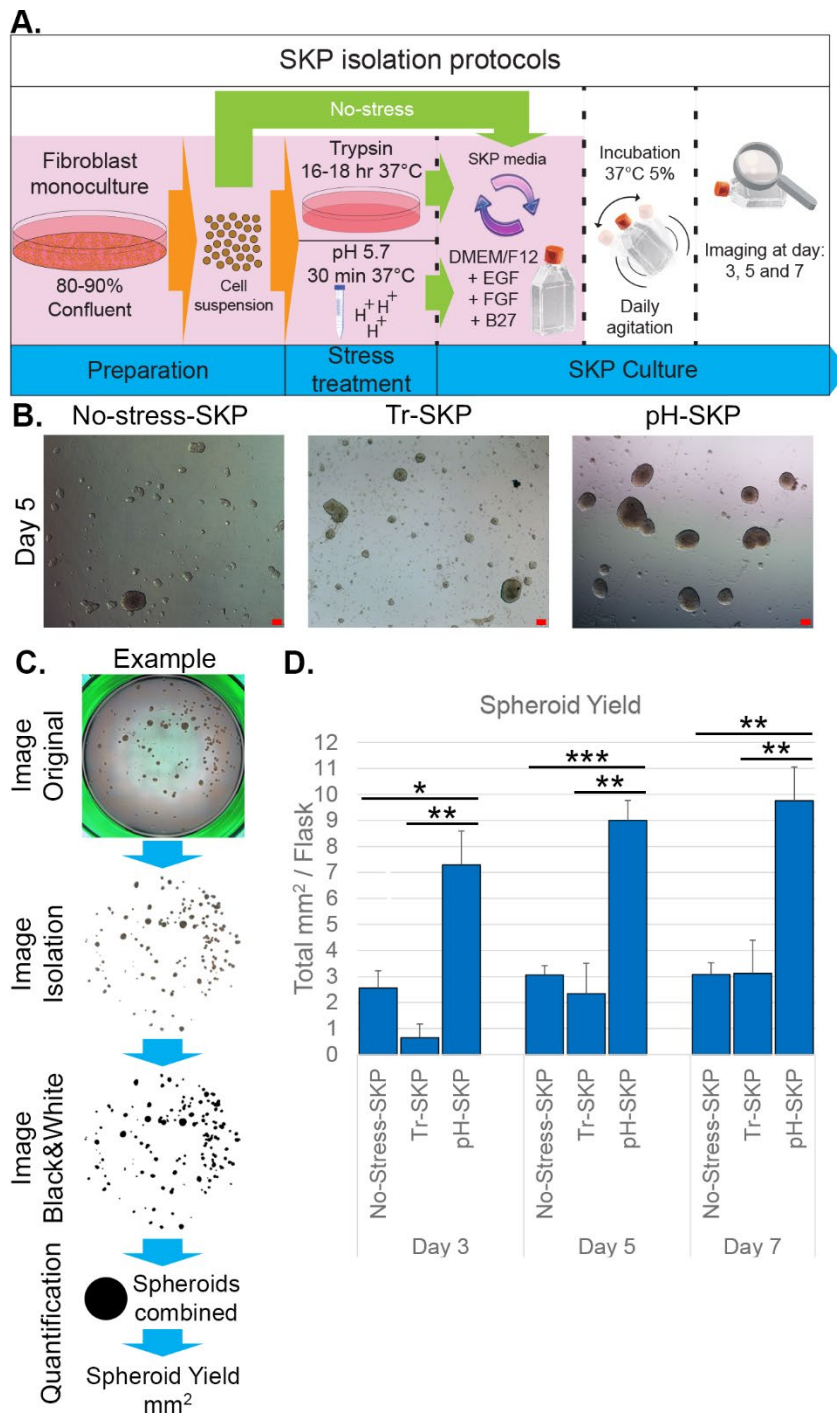 A.
SKP isolation protocols
No-stress
Fibroblast
monoculture
80-90%
Confluent
Cell
suspension
Trypsin
16-18 hr 37°C
pH 5.7
30 min 37°C
H+ H+
H+
SKP media
DMEM/F12
+ EGF
+ FGF
+ B27
Incubation
37°C 5%
Daily
agitation
Imaging at day:
3, 5 and 7
Preparation
Stress
treatment
SKP Culture
B.
No-stress-SKP
Tr-SKP
pH-SKP
Day 5
C.
Example
Image
Original
Image
Isolation
Image
Black&White
Quantification
Spheroids
combined
Spheroid Yield
mm²
D.
Spheroid Yield
Total mm² / Flask
12
11
10
9
8
7
6
5
4
3
2
1
0
*
**
***
**
**
**
No-Stress-SKP
Tr-SKP
pH-SKP
No-Stress-SKP
Tr-SKP
pH-SKP
No-Stress-SKP
Tr-SKP
pH-SKP
Day 3
Day 5
Day 7